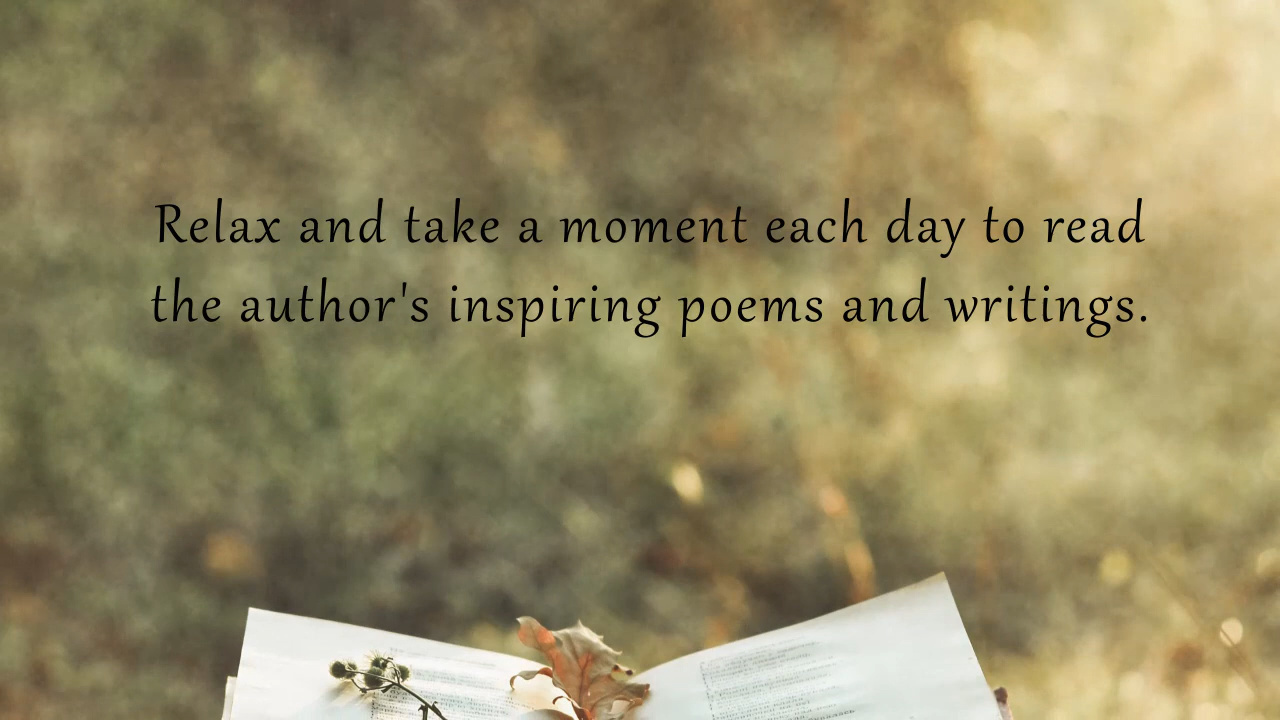 Relax and take a moment each day to read
the author's inspiring poems and writings.